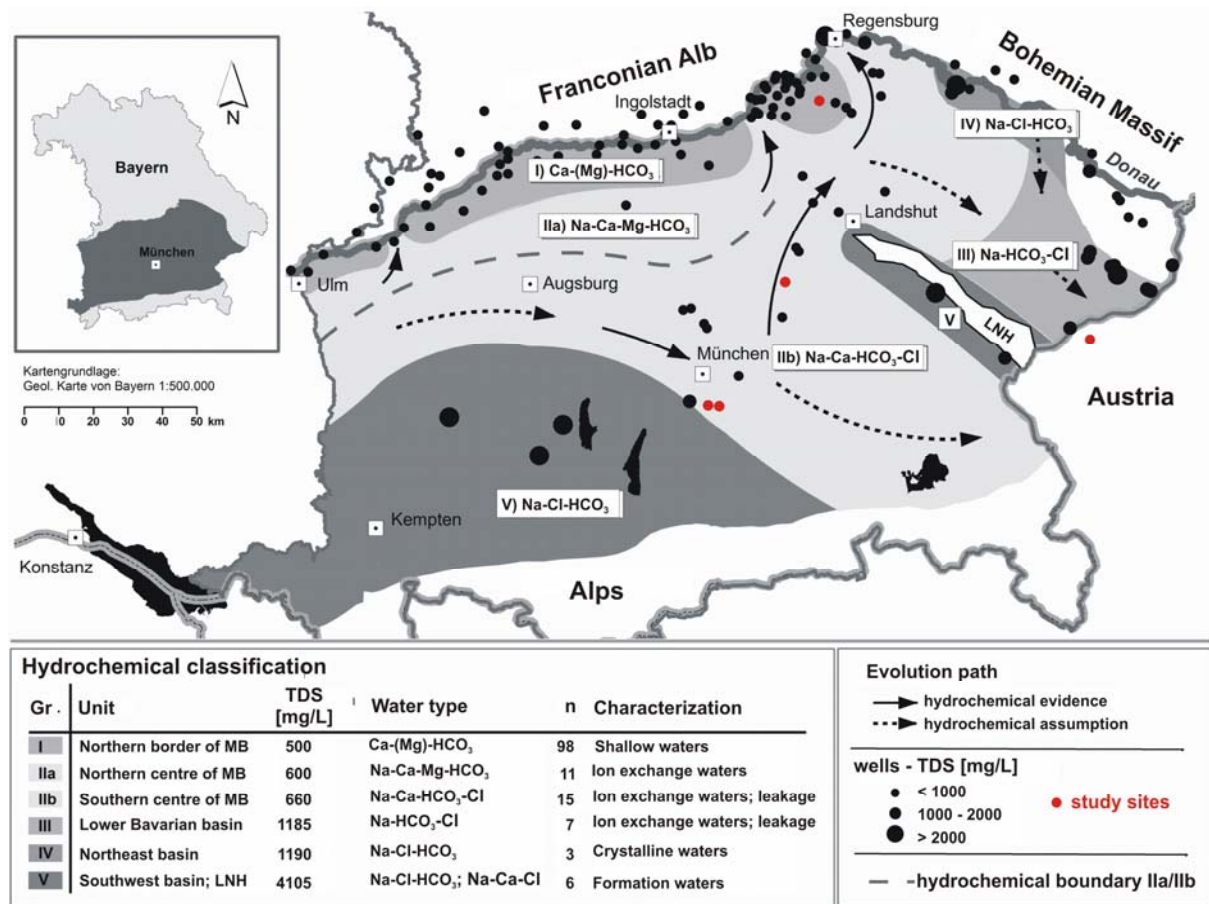 Regensburg
Bohemian Massif
Franconian Alb
Ingolstadt
N
Bayern
München
IV) Na-Cl-HCO₃
Donau
I) Ca-(Mg)-HCO₃
IIa) Na-Ca-Mg-HCO₃
Landshut
III) Na-HCO₃-Cl
Ulm
Augsburg
V
LNH
Kartengrundlage:
Geol. Karte von Bayern 1:500.000
0 10 20 30 40 50 km
München
IIb) Na-Ca-HCO₃-Cl
Austria
V) Na-Cl-HCO₃
Kempten
Konstanz
Alps
Hydrochemical classification
Gr. Unit TDS [mg/L] Water type n Characterization
I Northern border of MB 500 Ca-(Mg)-HCO₃ 98 Shallow waters
IIa Northern centre of MB 600 Na-Ca-Mg-HCO₃ 11 Ion exchange waters
IIb Southern centre of MB 660 Na-Ca-HCO₃-Cl 15 Ion exchange waters; leakage
III Lower Bavarian basin 1185 Na-HCO₃-Cl 7 Ion exchange waters; leakage
IV Northeast basin 1190 Na-Cl-HCO₃ 3 Crystalline waters
V Southwest basin; LNH 4105 Na-Cl-HCO₃; Na-Ca-Cl 6 Formation waters
Evolution path
hydrochemical evidence
hydrochemical assumption
wells - TDS [mg/L]
< 1000
1000 - 2000
> 2000
study sites
hydrochemical boundary IIa/IIb